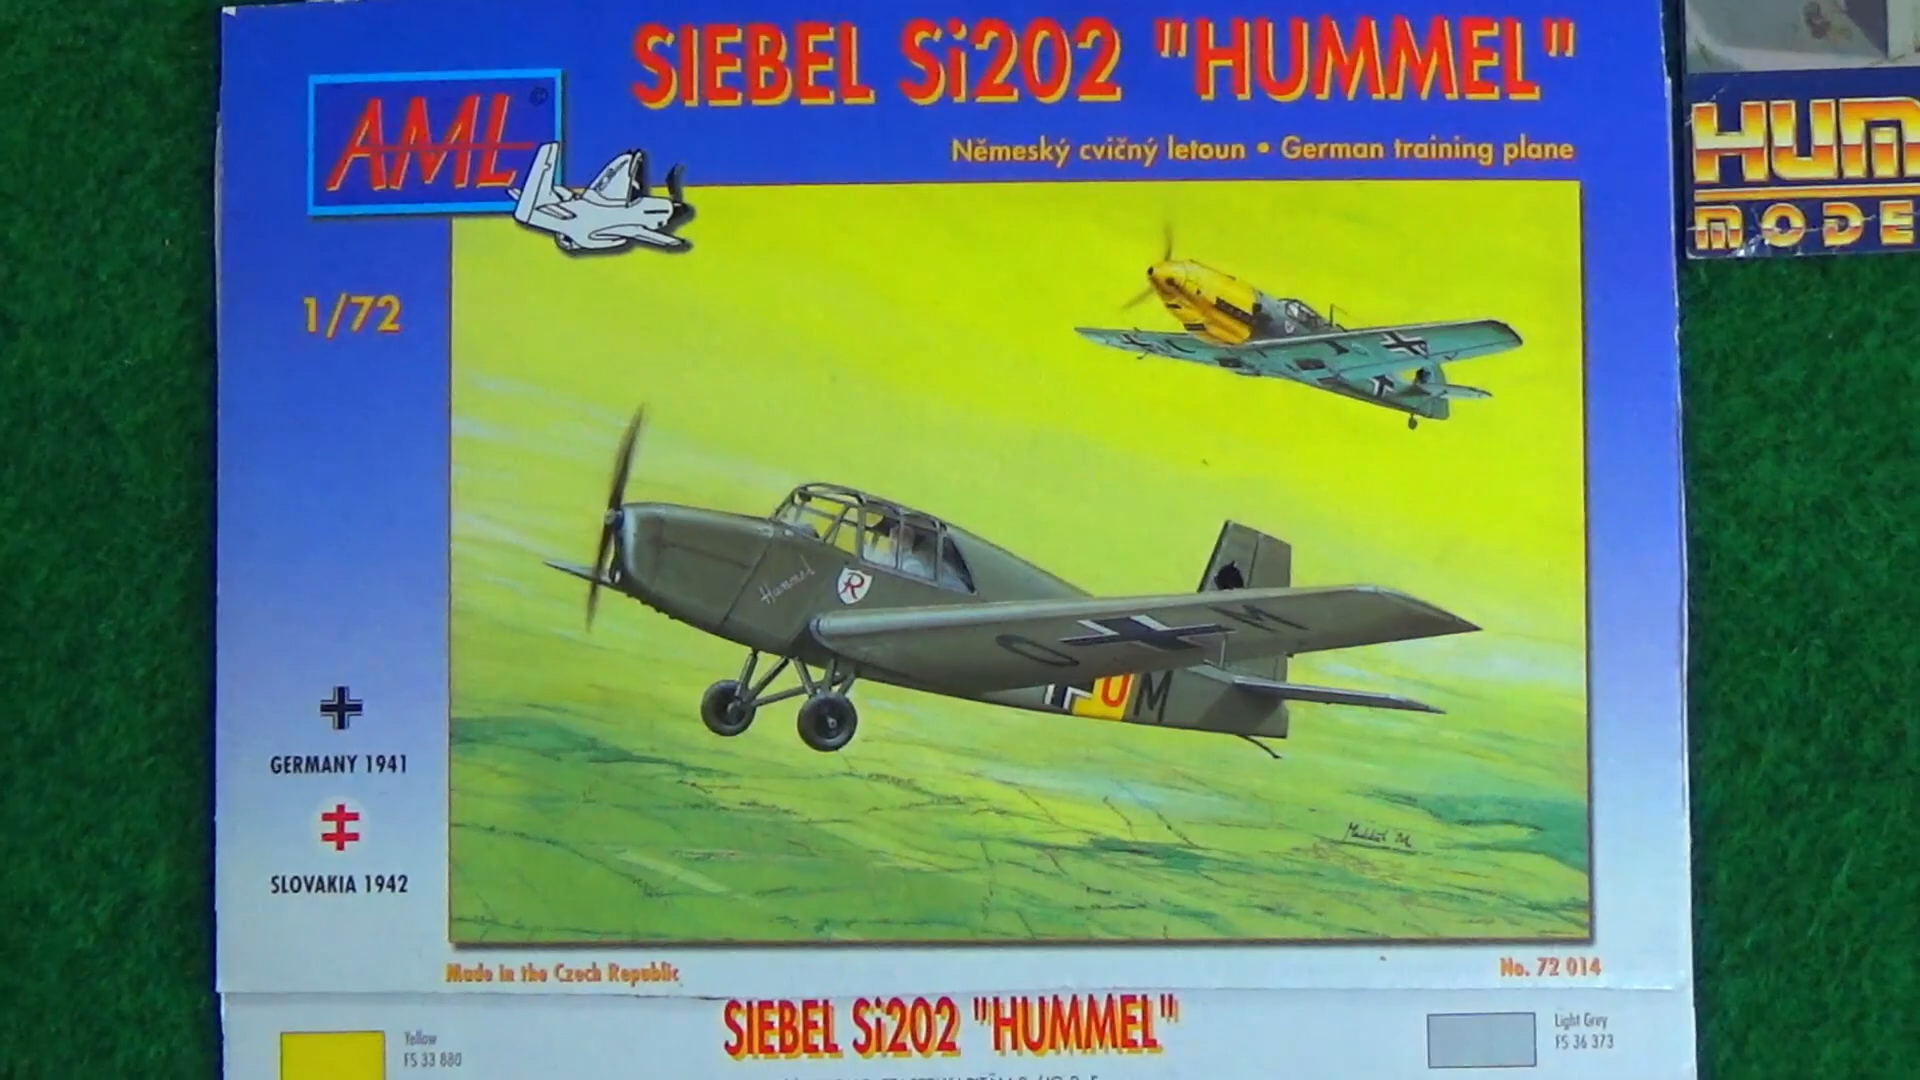 SIEBEL Si202 "HUMMEL"
AML ©
Německý cvičný letoun • German training plane
HUM
MODE
1/72
Hummel
R
O M
O M
GERMANY 1941
SLOVAKIA 1942
Made in the Czech Republic
No. 72 014
SIEBEL Si202 "HUMMEL"
Yellow
FS 33 880
Light Grey
FS 36 373